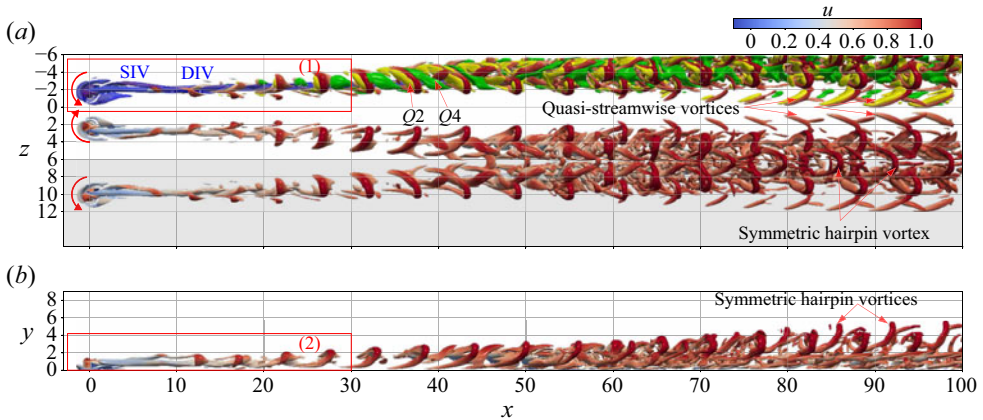 u
0 0.2 0.4 0.6 0.8 1.0
(a)
−6
−4
−2
0
2
4
6
8
10
12
z
SIV DIV (1)
Q2 Q4
Quasi-streamwise vortices
Symmetric hairpin vortex
(b)
8
6
4
2
0
y
(2)
Symmetric hairpin vortices
0 10 20 30 40 50 60 70 80 90 100
x